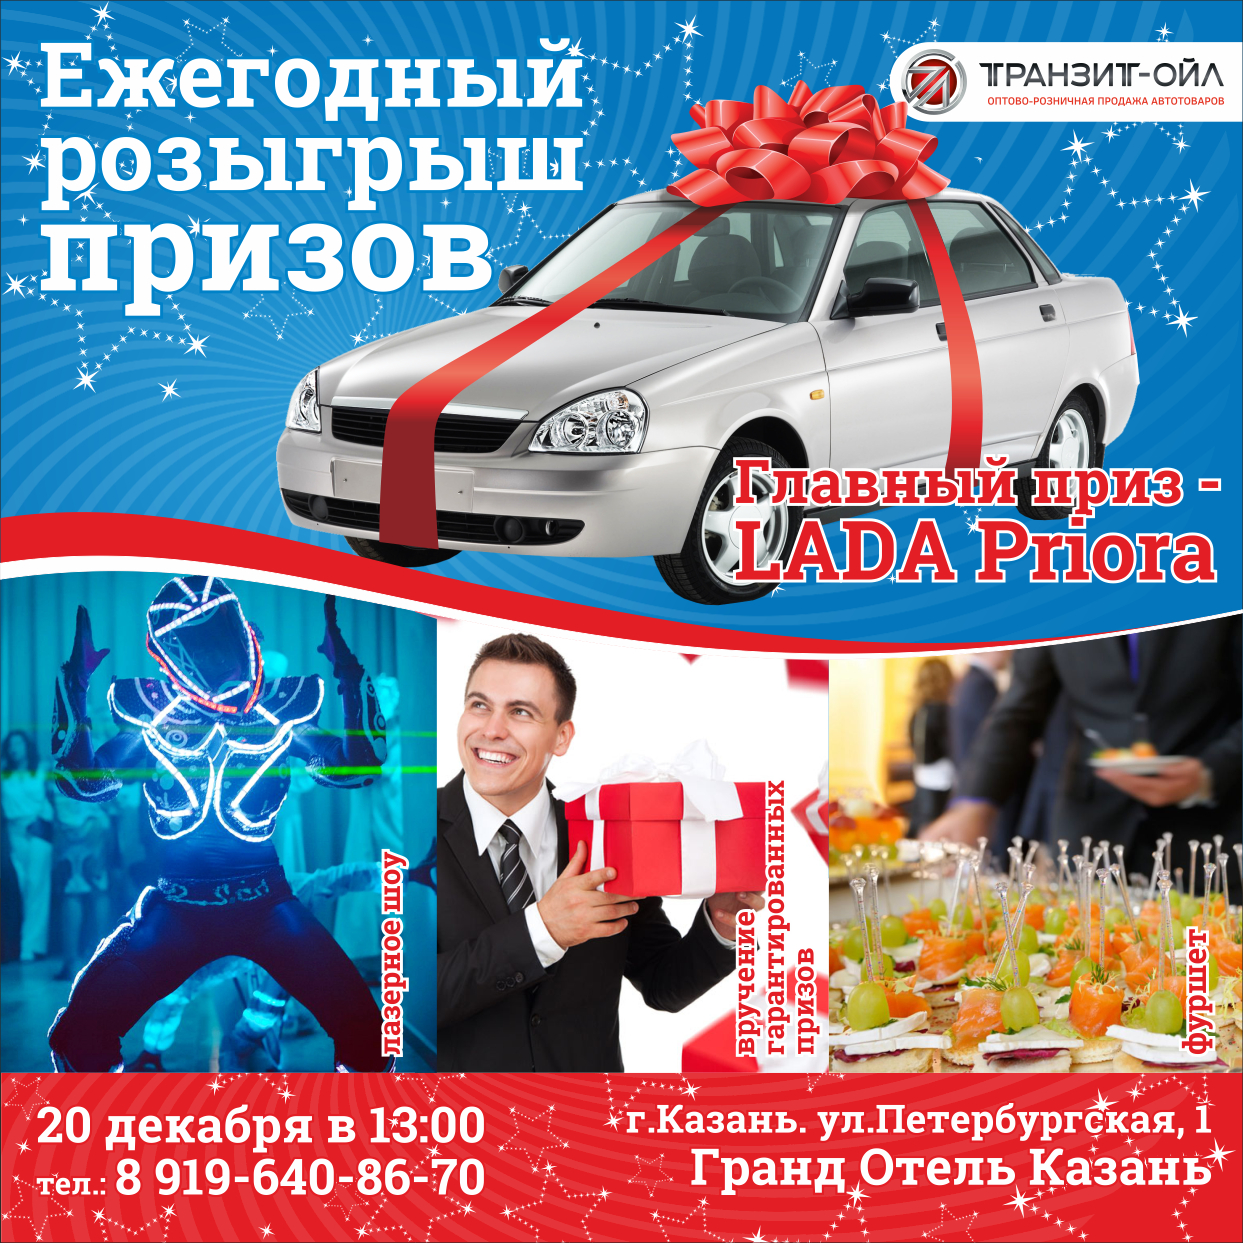 Ежегодный
розыгрыш
призов
ТРАНЗИТ-ОЙЛ
ОПТОВО-РОЗНИЧНАЯ ПРОДАЖА АВТОТОВАРОВ
Главный приз -
LADA Priora
лазерное шоу
вручение
гарантированных
призов
фуршет
20 декабря в 13:00
тел.: 8 919-640-86-70
г.Казань. ул.Петербургская, 1
Гранд Отель Казань